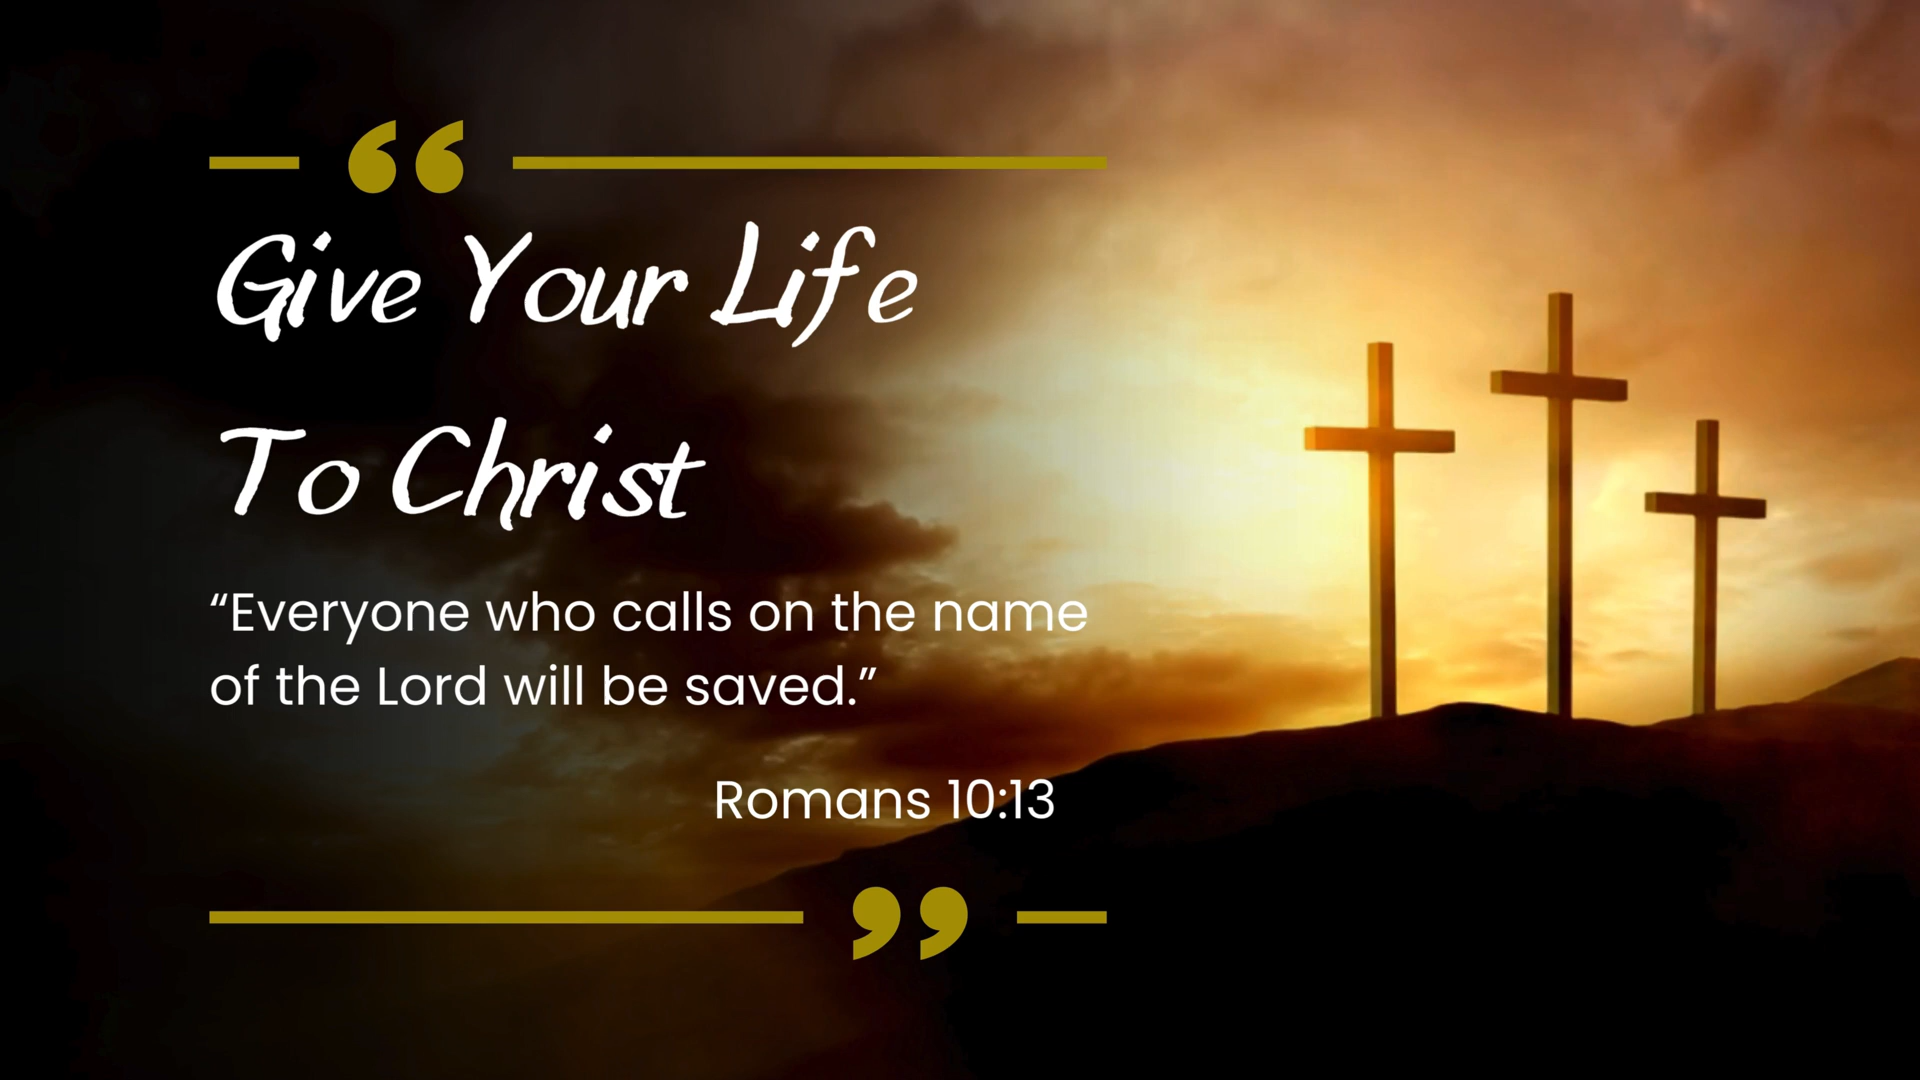 Give Your Life
To Christ
“Everyone who calls on the name
of the Lord will be saved.”
Romans 10:13